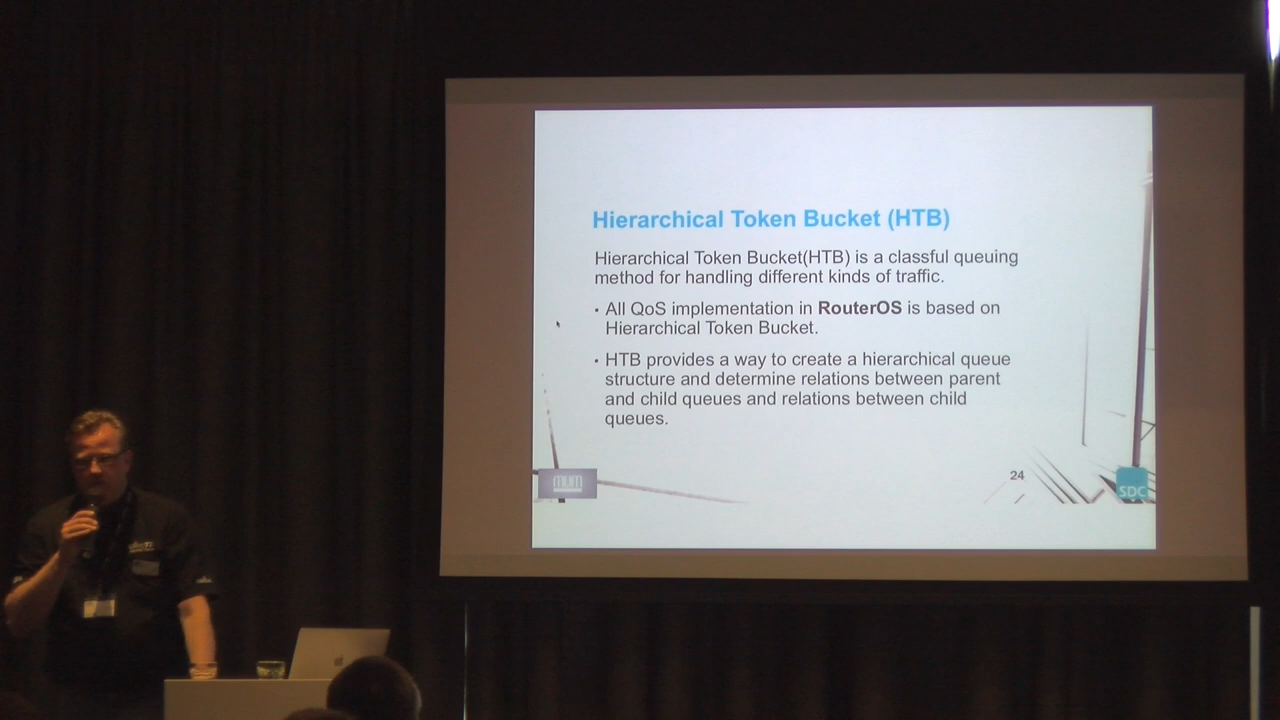 Hierarchical Token Bucket (HTB)
Hierarchical Token Bucket(HTB) is a classful queuing
method for handling different kinds of traffic.
• All QoS implementation in RouterOS is based on
Hierarchical Token Bucket.
• HTB provides a way to create a hierarchical queue
structure and determine relations between parent
and child queues and relations between child
queues.
24
SDC